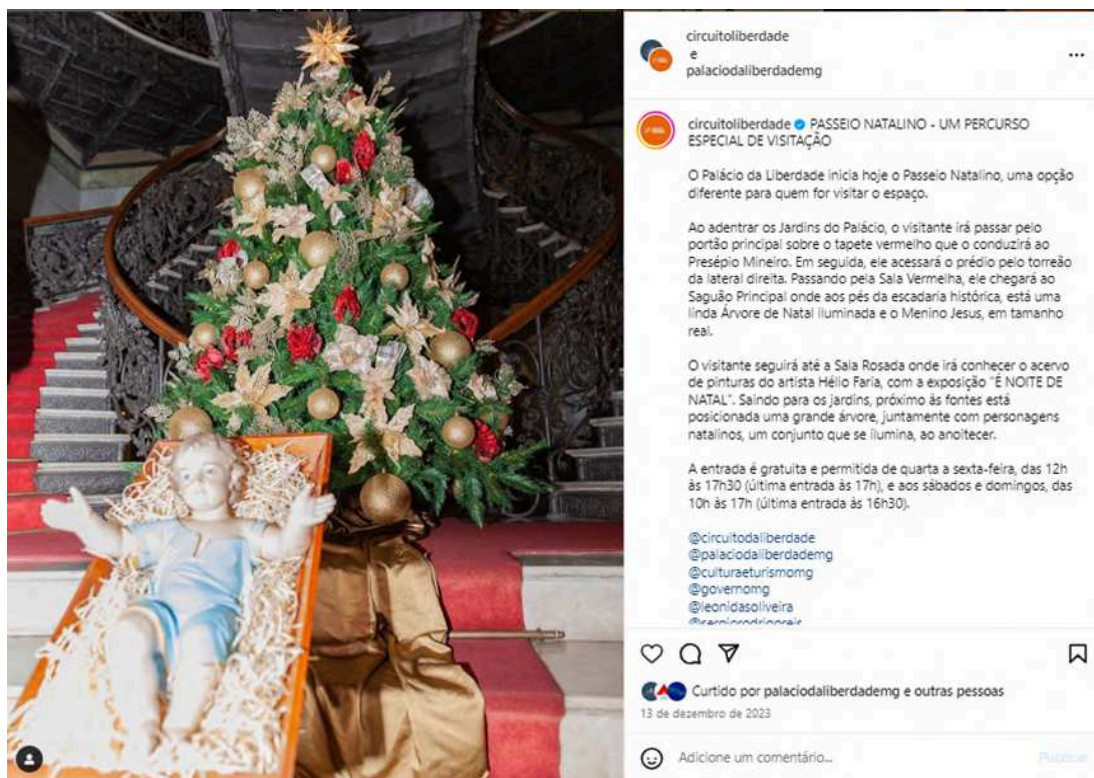 circuitoliberdade
e
palaciodaliberdademg
circuitoliberdade PASSEIO NATALINO - UM PERCURSO
ESPECIAL DE VISITAÇÃO
O Palácio da Liberdade inicia hoje o Passeio Natalino, uma opção
diferente para quem for visitar o espaço.
Ao adentrar os Jardins do Palácio, o visitante irá passar pelo
portão principal sobre o tapete vermelho que o conduzirá ao
Presépio Mineiro. Em seguida, ele acessará o prédio pelo torreão
da lateral direita. Passando pela Sala Vermelha, ele chegará ao
Saguão Principal onde aos pés da escadaria histórica, está uma
linda Árvore de Natal iluminada e o Menino Jesus, em tamanho
real.
O visitante seguirá até a Sala Rosada onde irá conhecer o acervo
de pinturas do artista Hélio Faria, com a exposição "É NOITE DE
NATAL". Saindo para os jardins, próximo às fontes está
posicionada uma grande árvore, juntamente com personagens
natalinos, um conjunto que se ilumina, ao anoitecer.
A entrada é gratuita e permitida de quarta a sexta-feira, das 12h
às 17h30 (última entrada às 17h), e aos sábados e domingos, das
10h às 17h (última entrada às 16h30).
@circuitodaliberdade
@palaciodaliberdademg
@culturaeturismomg
@governomg
@leonidasoliveira
Curtido por palaciodaliberdademg e outras pessoas
13 de dezembro de 2023
Adicione um comentário...
Publicar